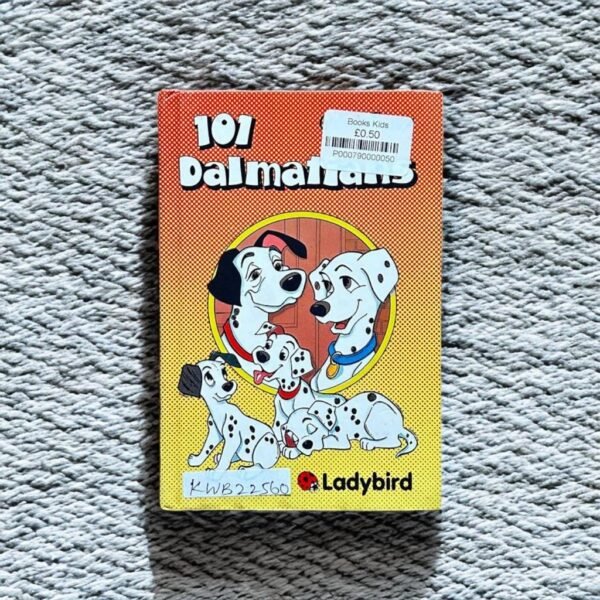 101
Dalmatians
Books Kids
£0.50
P000790000050
KWB22560
Ladybird